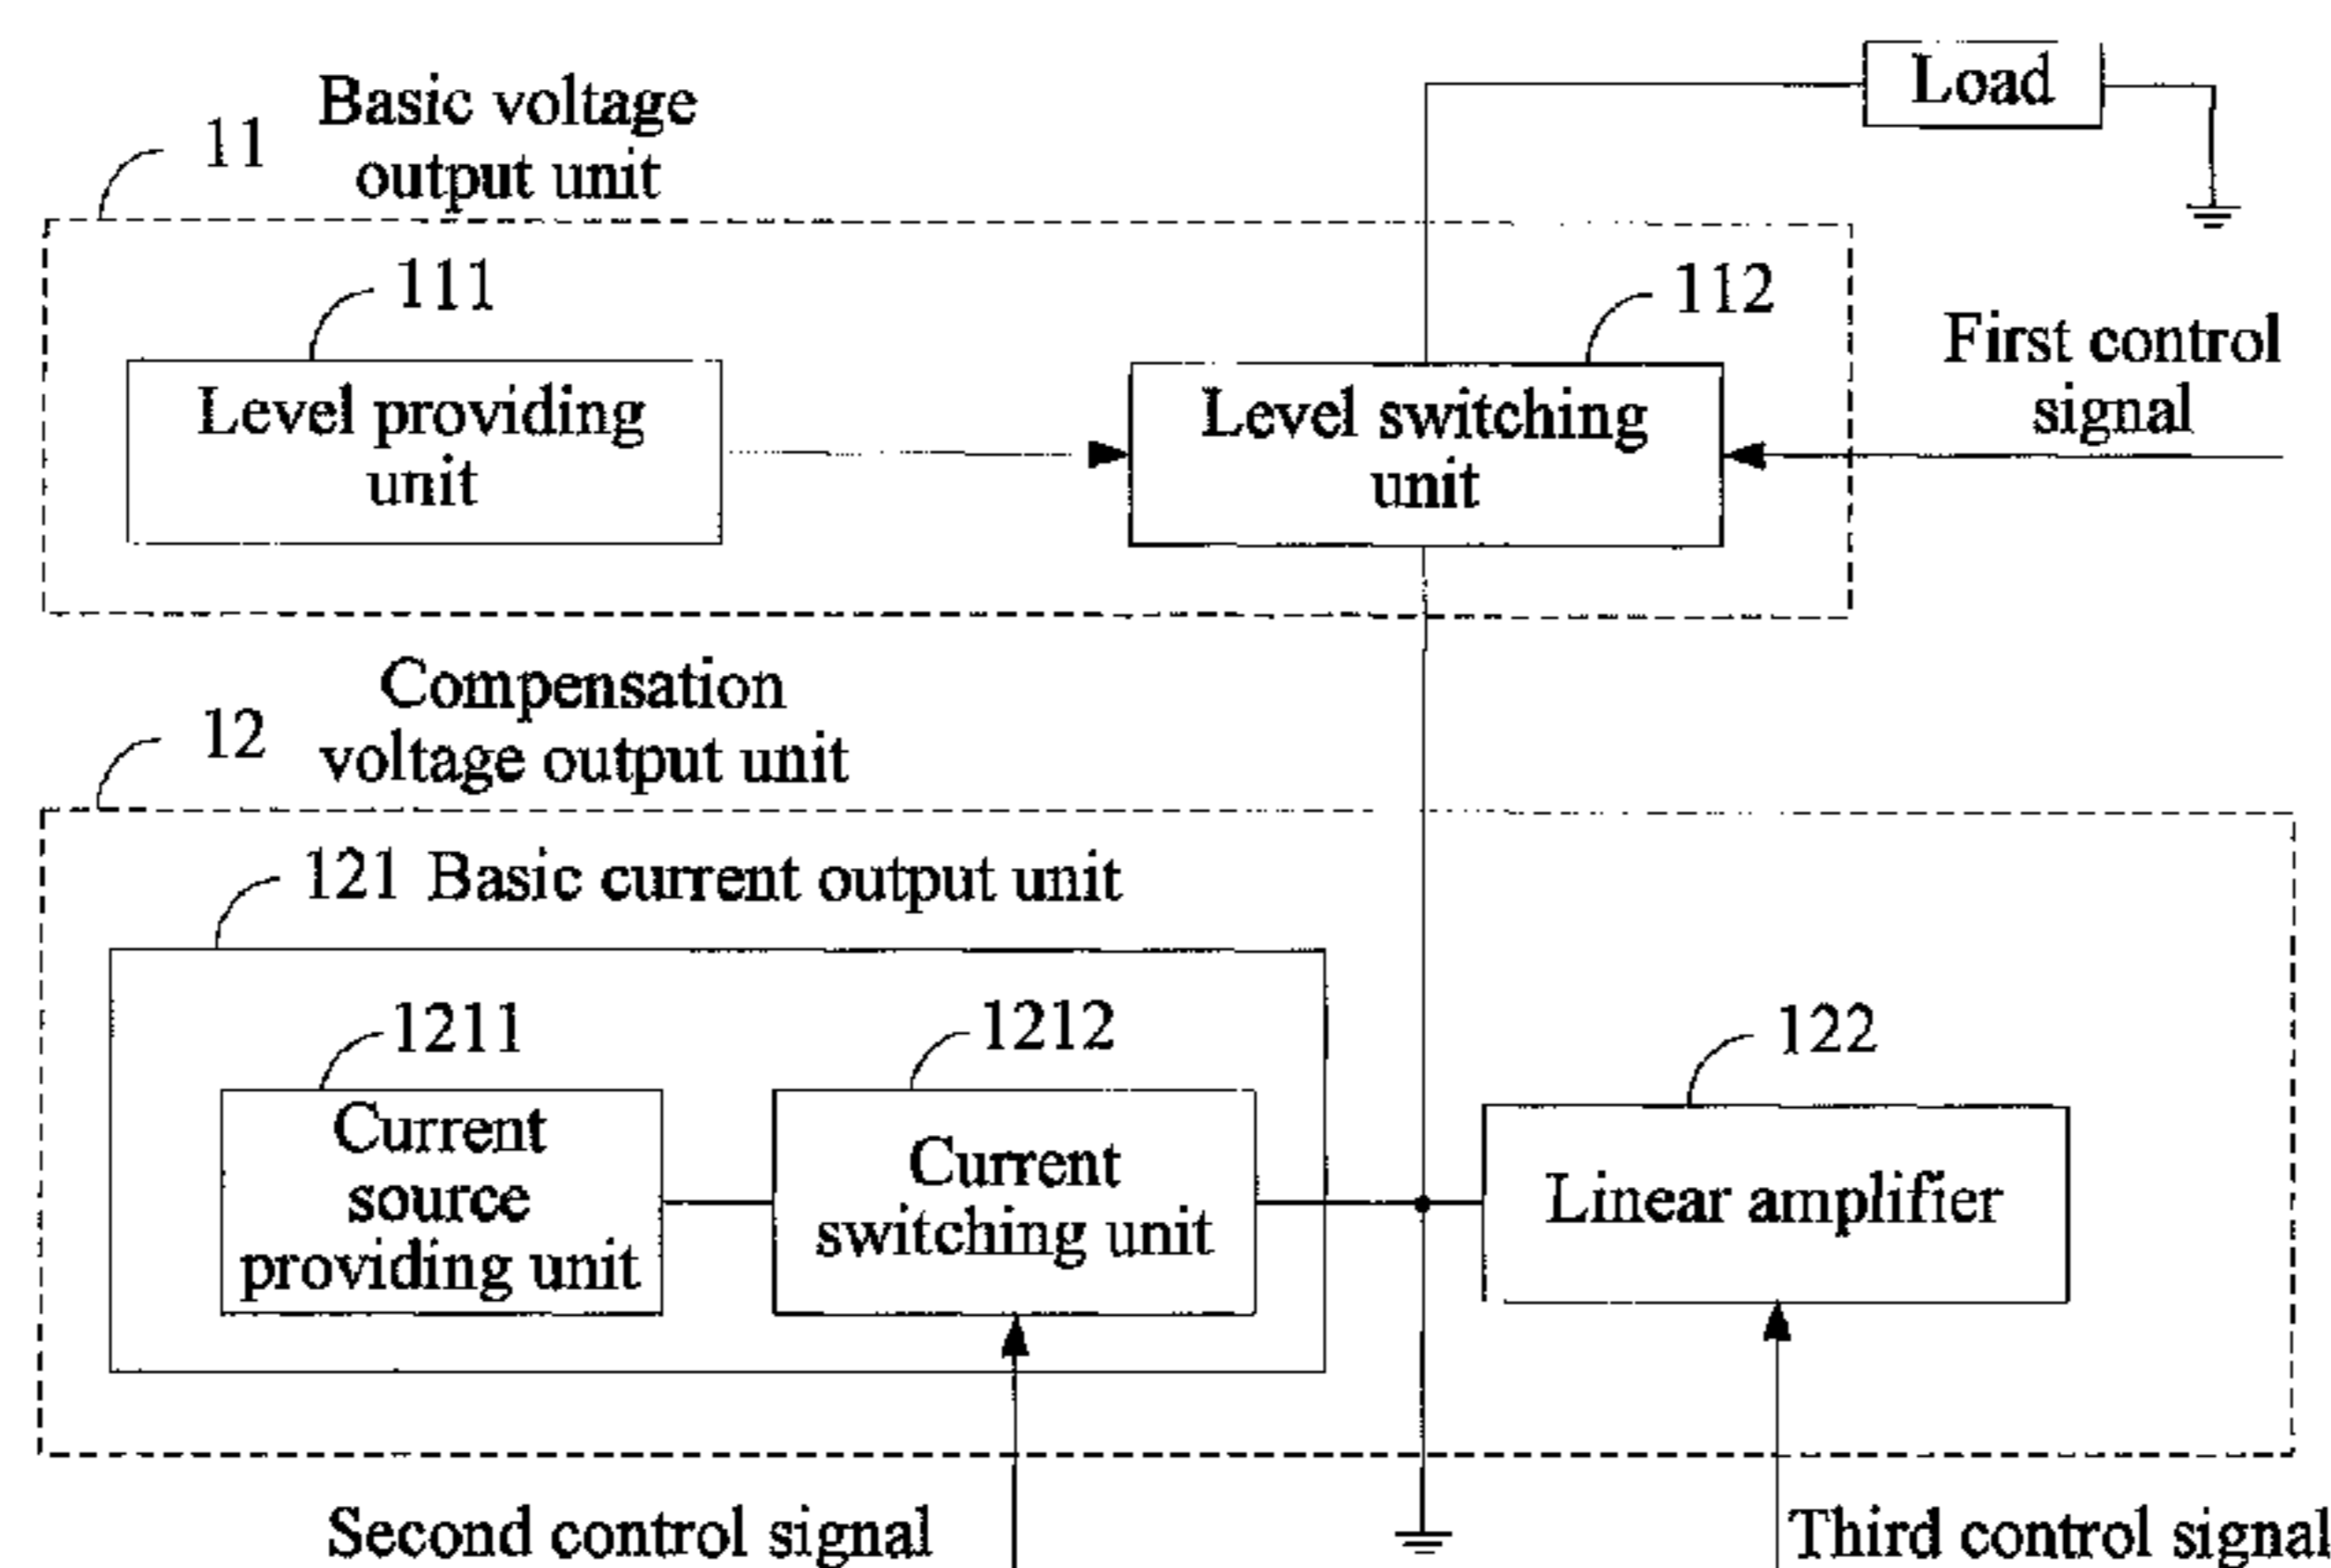 Load
Basic voltage
output unit
11
111
112
First control
signal
Level providing
unit
Level switching
unit
Compensation
voltage output unit
12
121 Basic current output unit
1211
1212
122
Current
source
providing unit
Current
switching unit
Linear amplifier
Second control signal
Third control signal